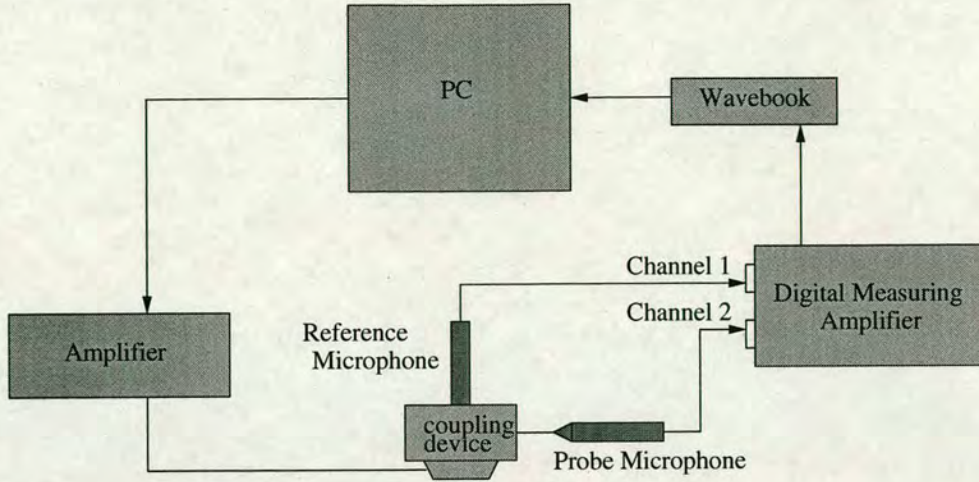 PC
Wavebook
Channel 1
Channel 2
Digital Measuring
Amplifier
Reference
Microphone
Amplifier
coupling
device
Probe Microphone